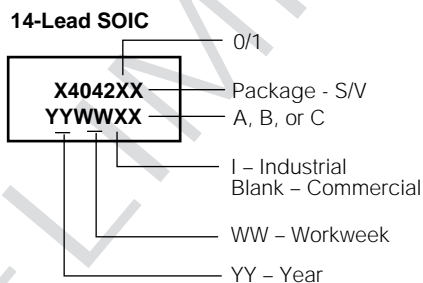 14-Lead SOIC
0/1
X4042XX
Package - S/V
YYWWXX
A, B, or C
I – Industrial
Blank – Commercial
WW – Workweek
YY – Year